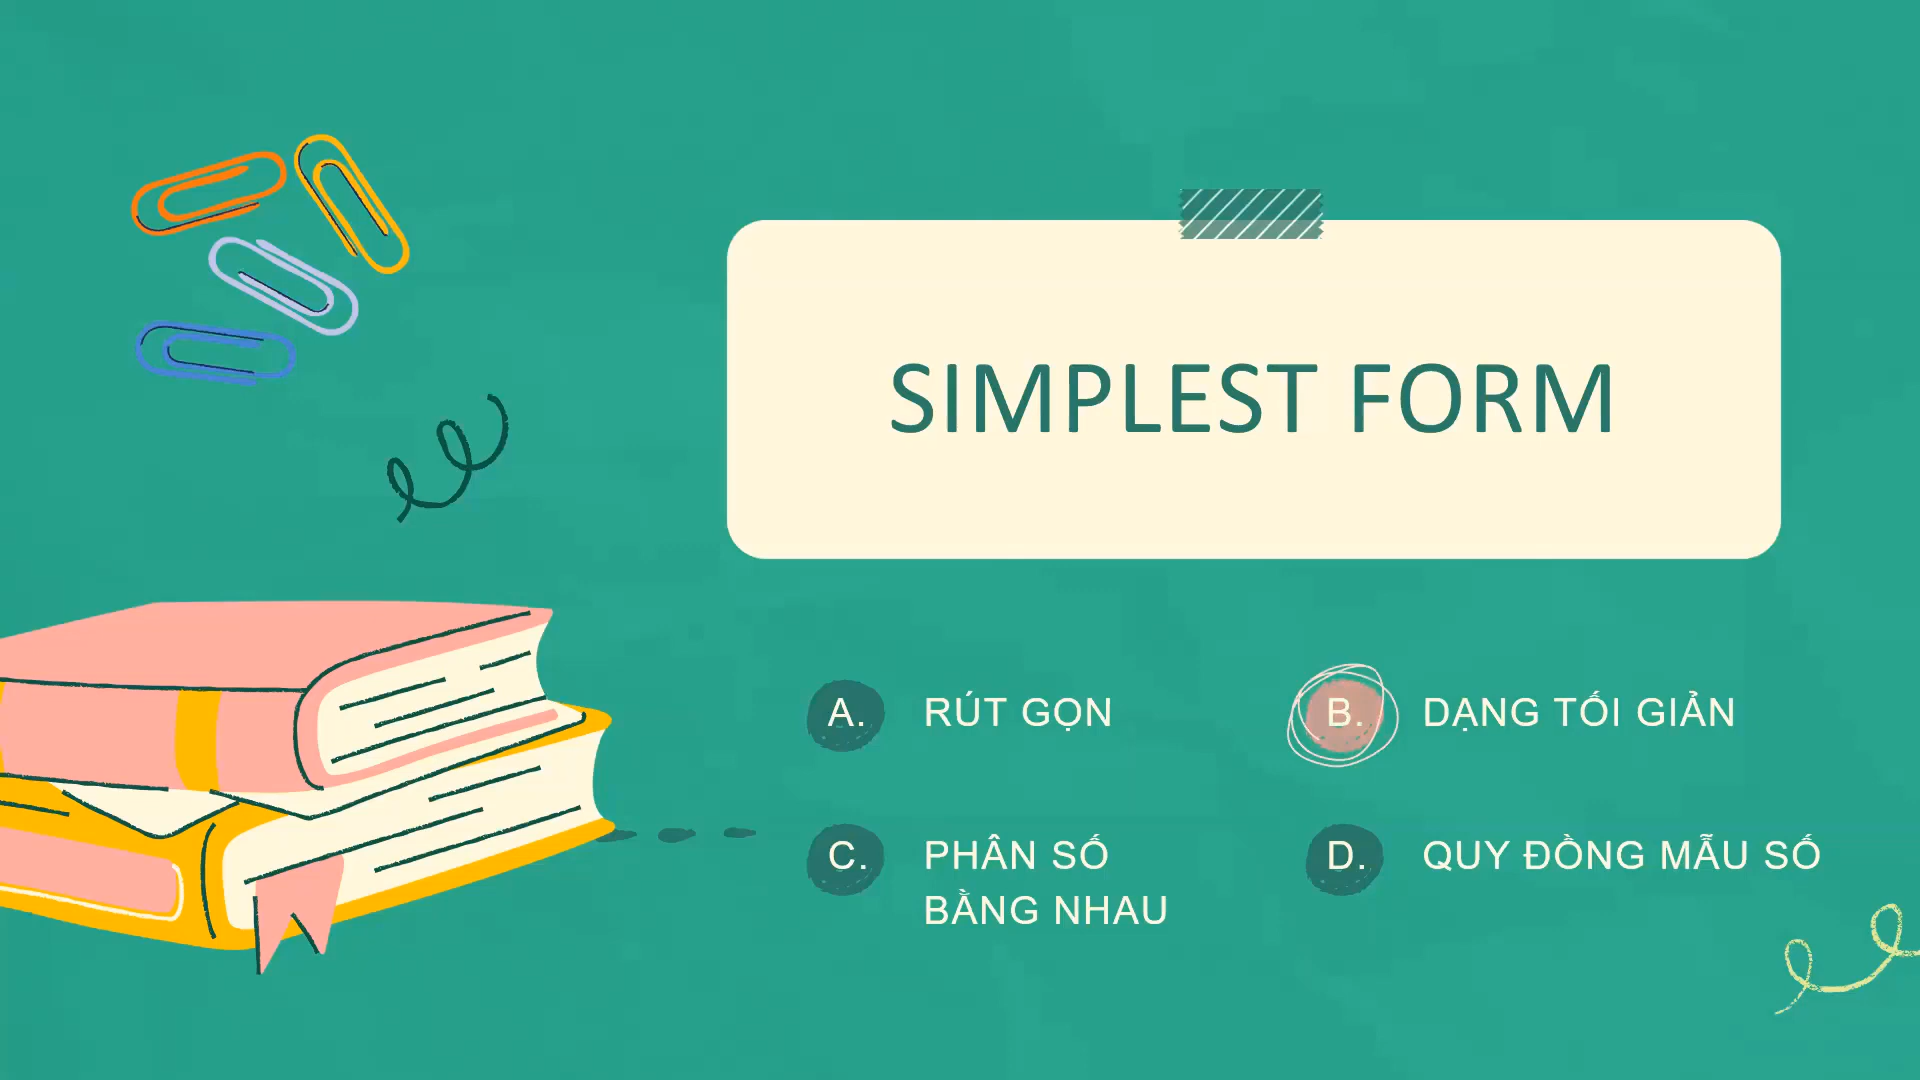 SIMPLEST FORM
A. RÚT GỌN
B. DẠNG TỐI GIẢN
C. PHÂN SỐ
BẰNG NHAU
D. QUY ĐỒNG MẪU SỐ